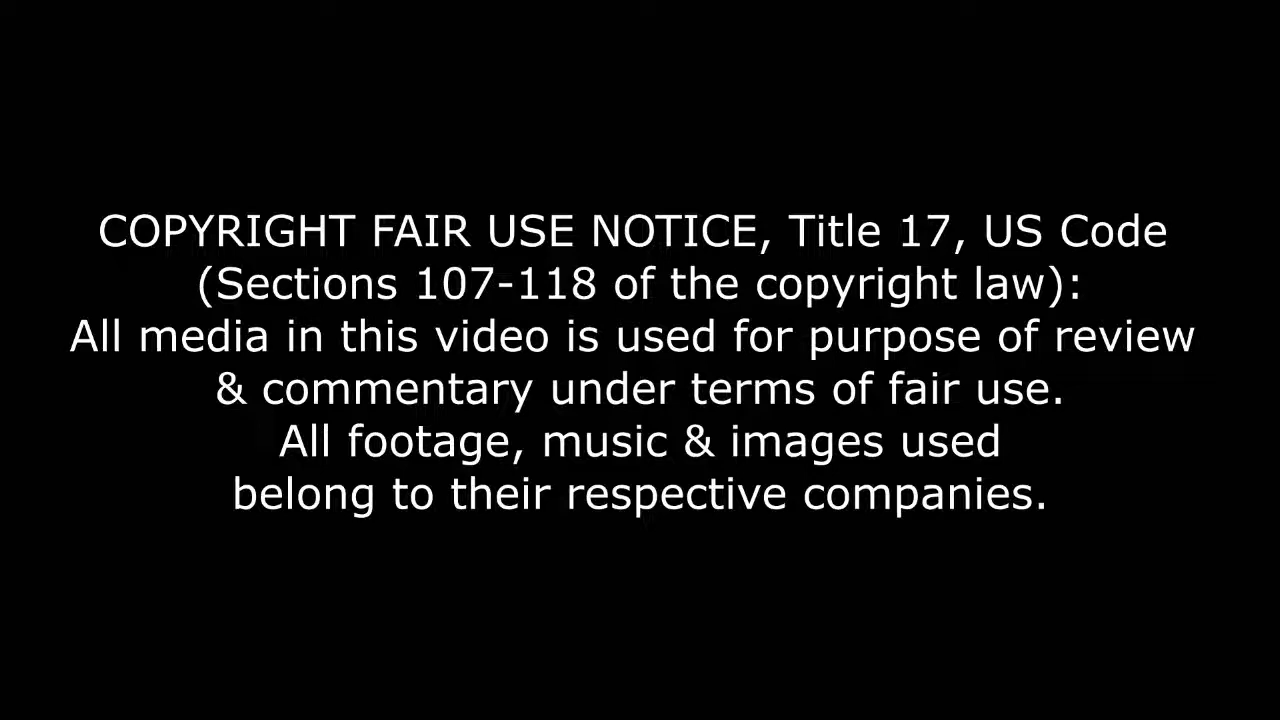 COPYRIGHT FAIR USE NOTICE, Title 17, US Code
(Sections 107-118 of the copyright law):
All media in this video is used for purpose of review
& commentary under terms of fair use.
All footage, music & images used
belong to their respective companies.